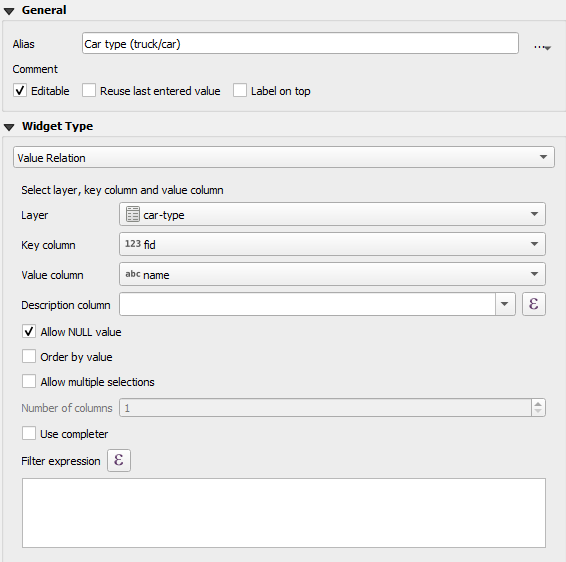 General
Alias Car type (truck/car) ...
Comment
Editable Reuse last entered value Label on top
Widget Type
Value Relation
Select layer, key column and value column
Layer car-type
Key column 123 fid
Value column abc name
Description column ε
Allow NULL value
Order by value
Allow multiple selections
Number of columns 1
Use completer
Filter expression ε